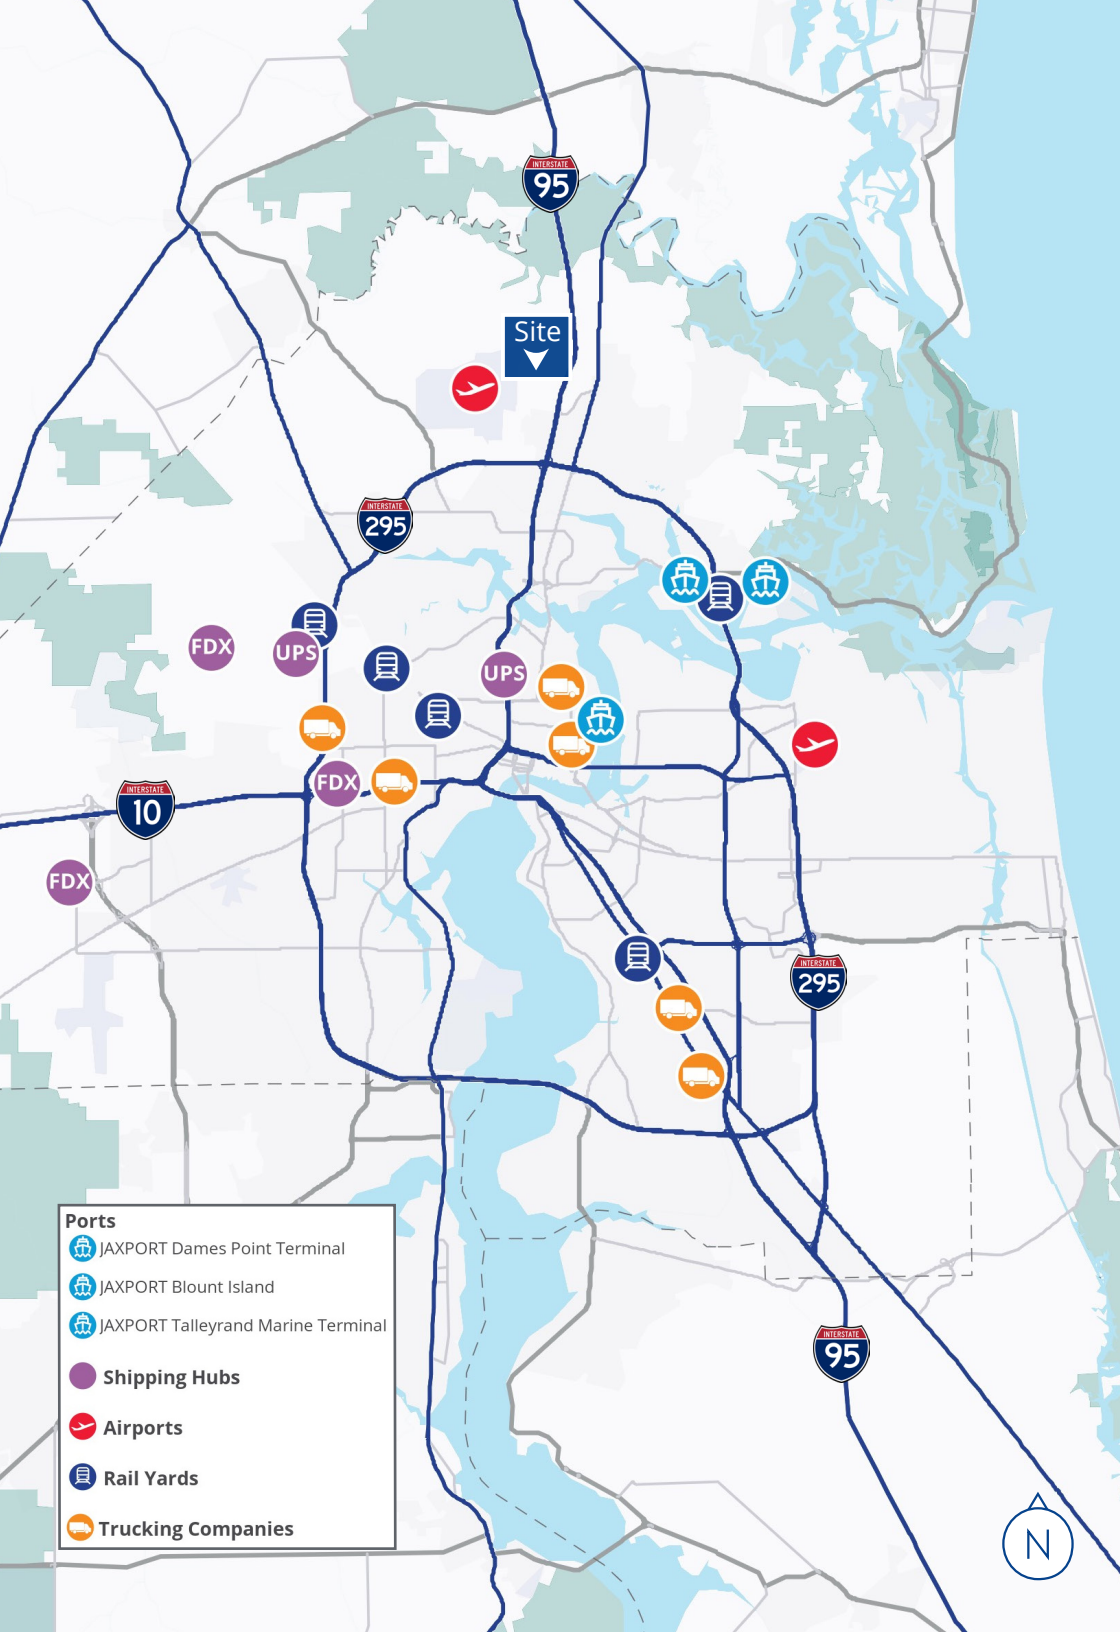 INTERSTATE
95
Site
INTERSTATE
295
FDX
UPS
UPS
FDX
INTERSTATE
10
FDX
INTERSTATE
295
Ports
JAXPORT Dames Point Terminal
JAXPORT Blount Island
JAXPORT Talleyrand Marine Terminal
Shipping Hubs
Airports
Rail Yards
Trucking Companies
INTERSTATE
95
N